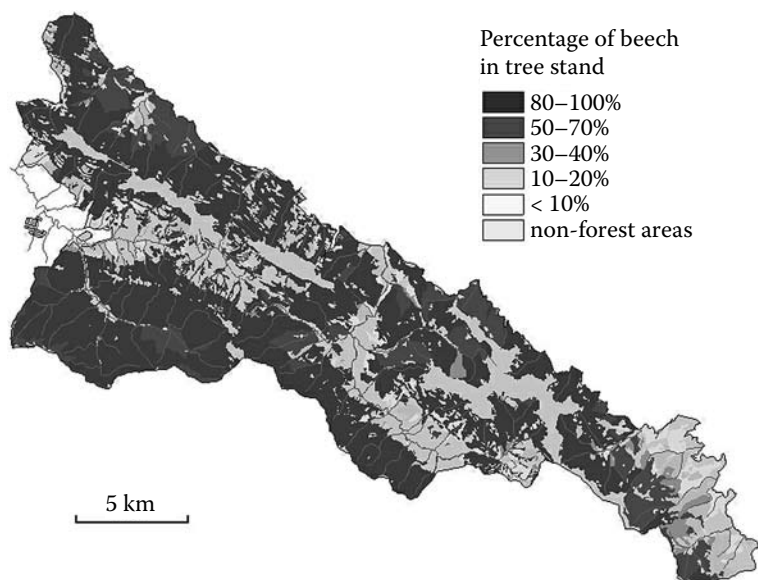 Percentage of beech
in tree stand
80–100%
50–70%
30–40%
10–20%
< 10%
non-forest areas
5 km